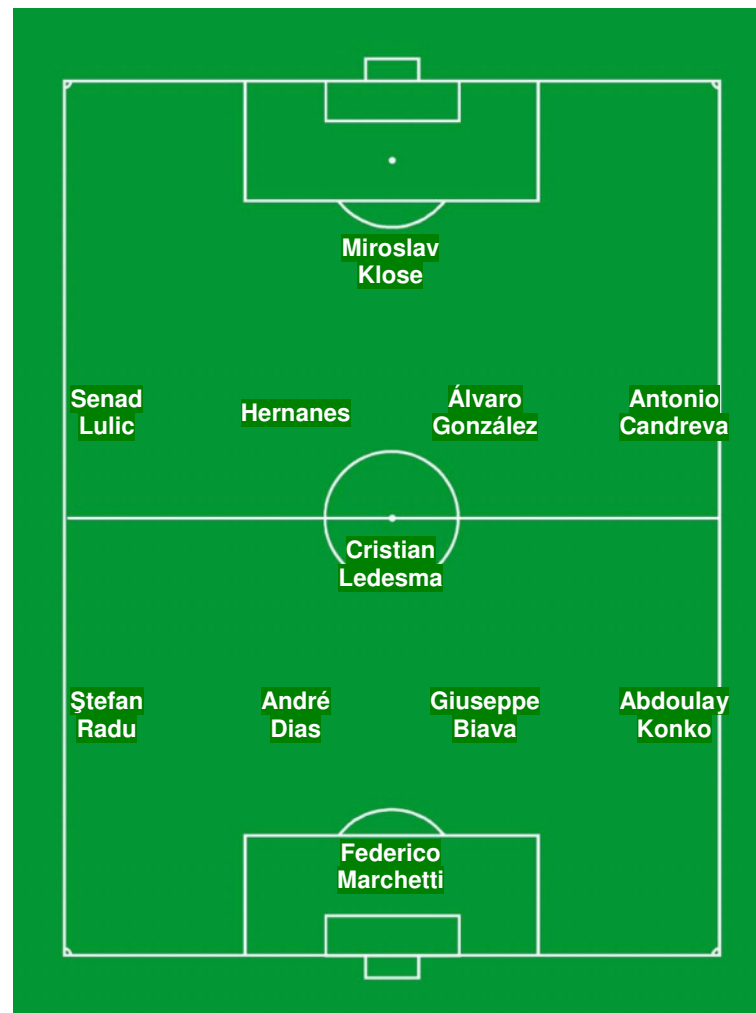 Miroslav
Klose
Senad
Lulic
Hernanes
Álvaro
González
Antonio
Candreva
Cristian
Ledesma
Ştefan
Radu
André
Dias
Giuseppe
Biava
Abdoulay
Konko
Federico
Marchetti